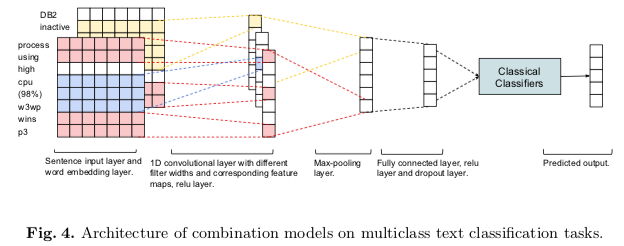 DB2
inactive
process
using
high
cpu
(98%)
w3wp
wins
p3
Classical
Classifiers
Sentence input layer and
word embedding layer.
1D convolutional layer with different
filter widths and corresponding feature
maps, relu layer.
Max-pooling
layer.
Fully connected layer, relu
layer and dropout layer.
Predicted output.
Fig. 4. Architecture of combination models on multiclass text classification tasks.